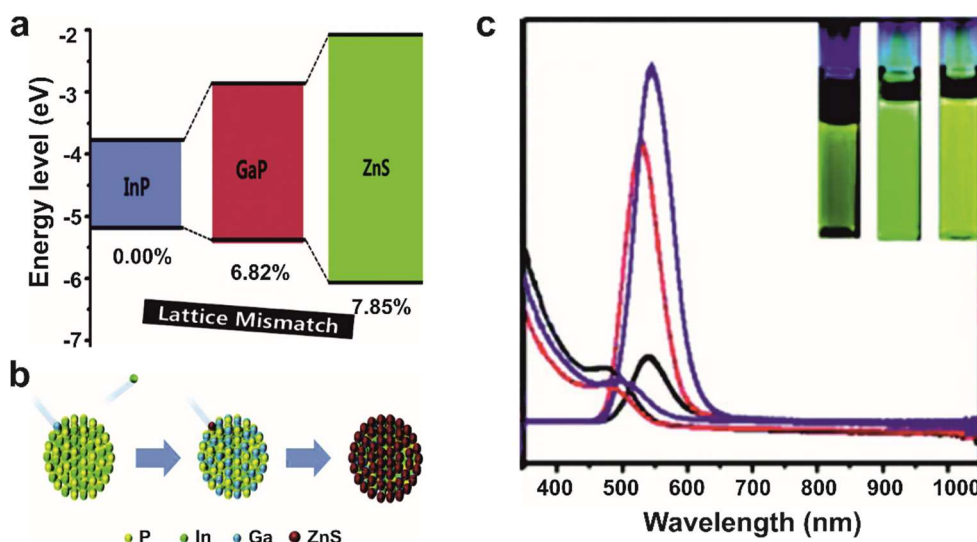 a
-2
-3
-4
-5
-6
-7
Energy level (eV)
InP
GaP
ZnS
0.00%
6.82%
7.85%
Lattice Mismatch
b
P In Ga ZnS
c
400 500 600 700 800 900 1000
Wavelength (nm)